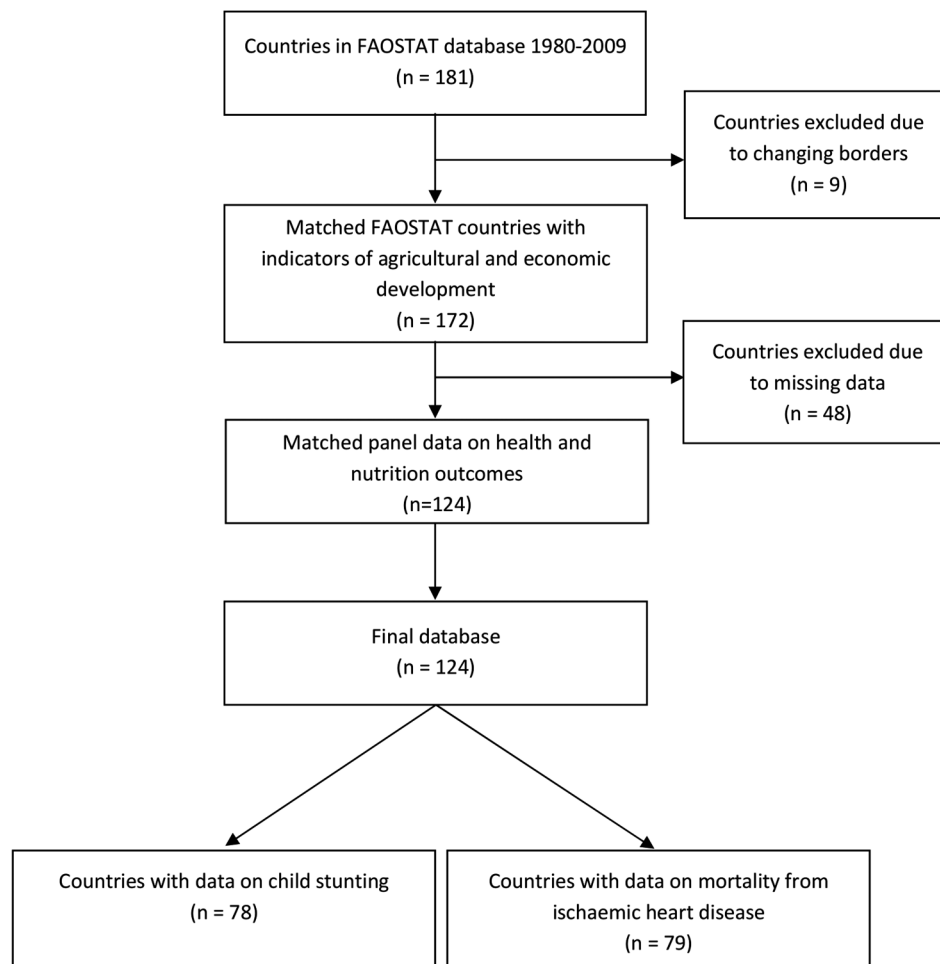 Countries in FAOSTAT database 1980-2009
(n = 181)
Countries excluded due
to changing borders
(n = 9)
Matched FAOSTAT countries with
indicators of agricultural and economic
development
(n = 172)
Countries excluded due
to missing data
(n = 48)
Matched panel data on health and
nutrition outcomes
(n=124)
Final database
(n = 124)
Countries with data on child stunting
(n = 78)
Countries with data on mortality from
ischaemic heart disease
(n = 79)